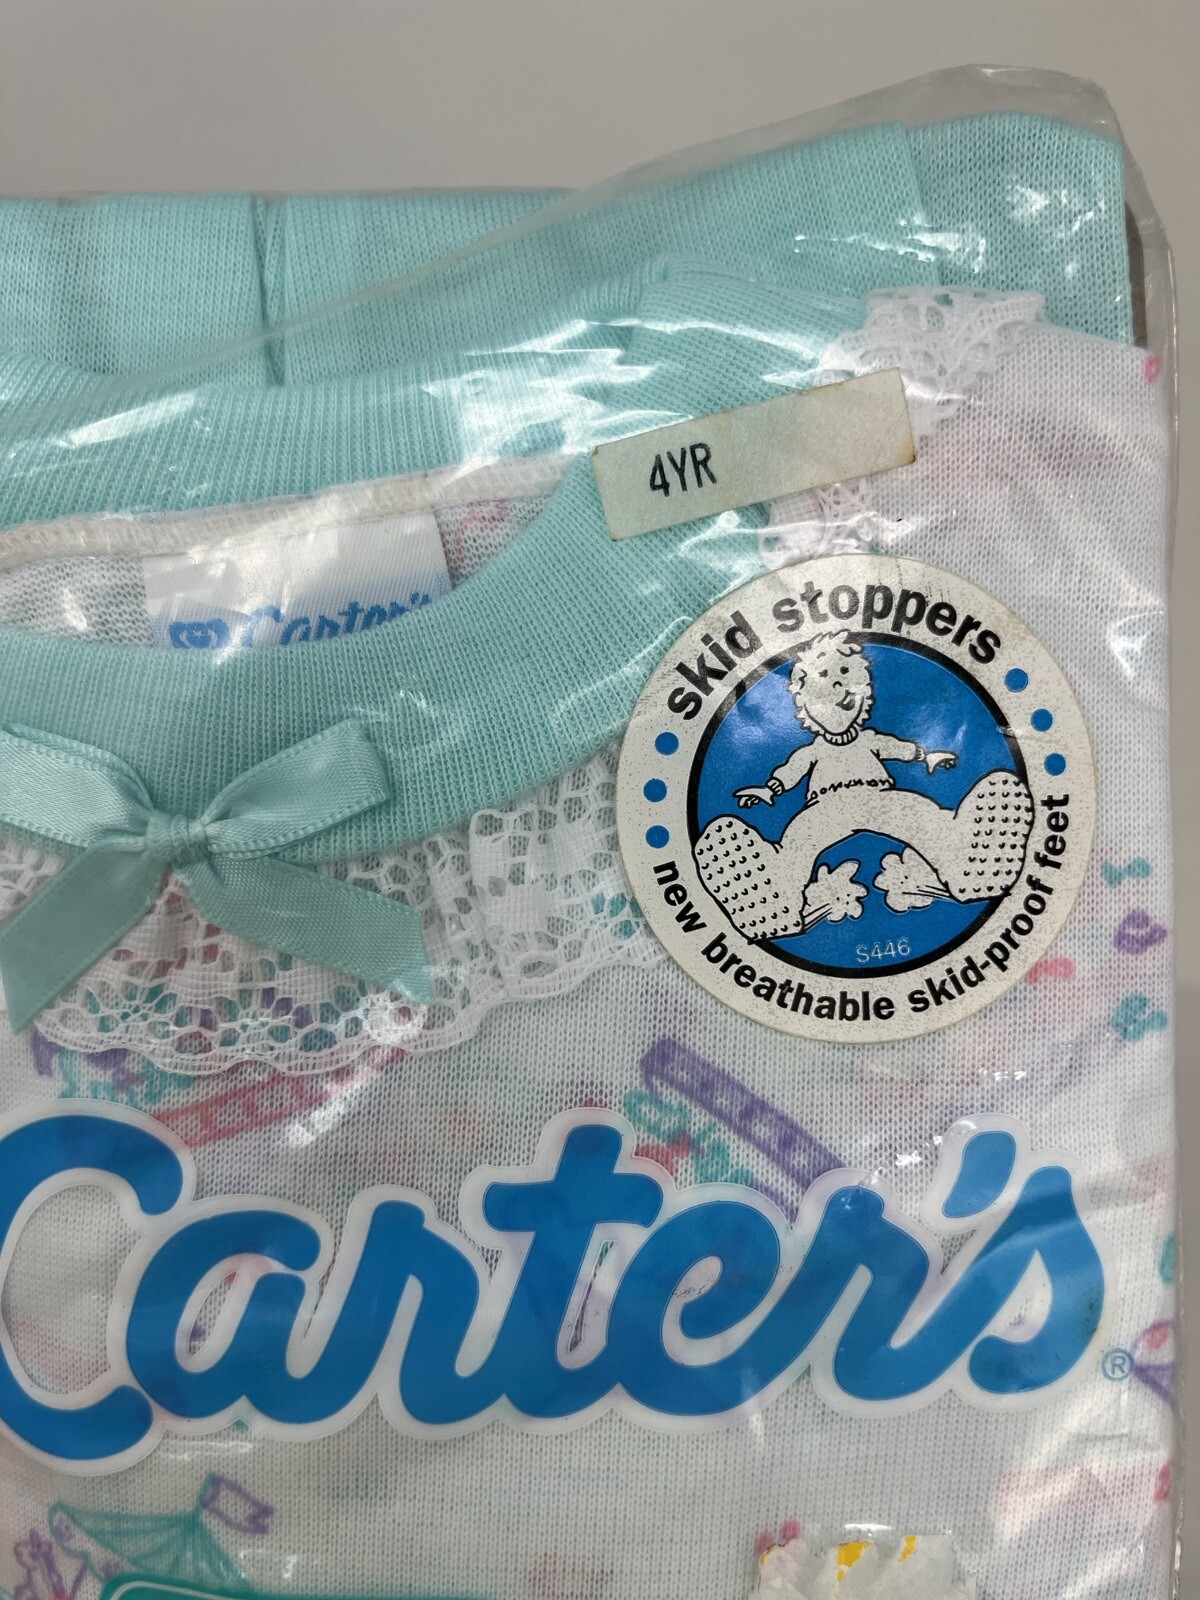 4YR
Carter's
skid stoppers
S446
new breathable skid-proof feet
Carter's®